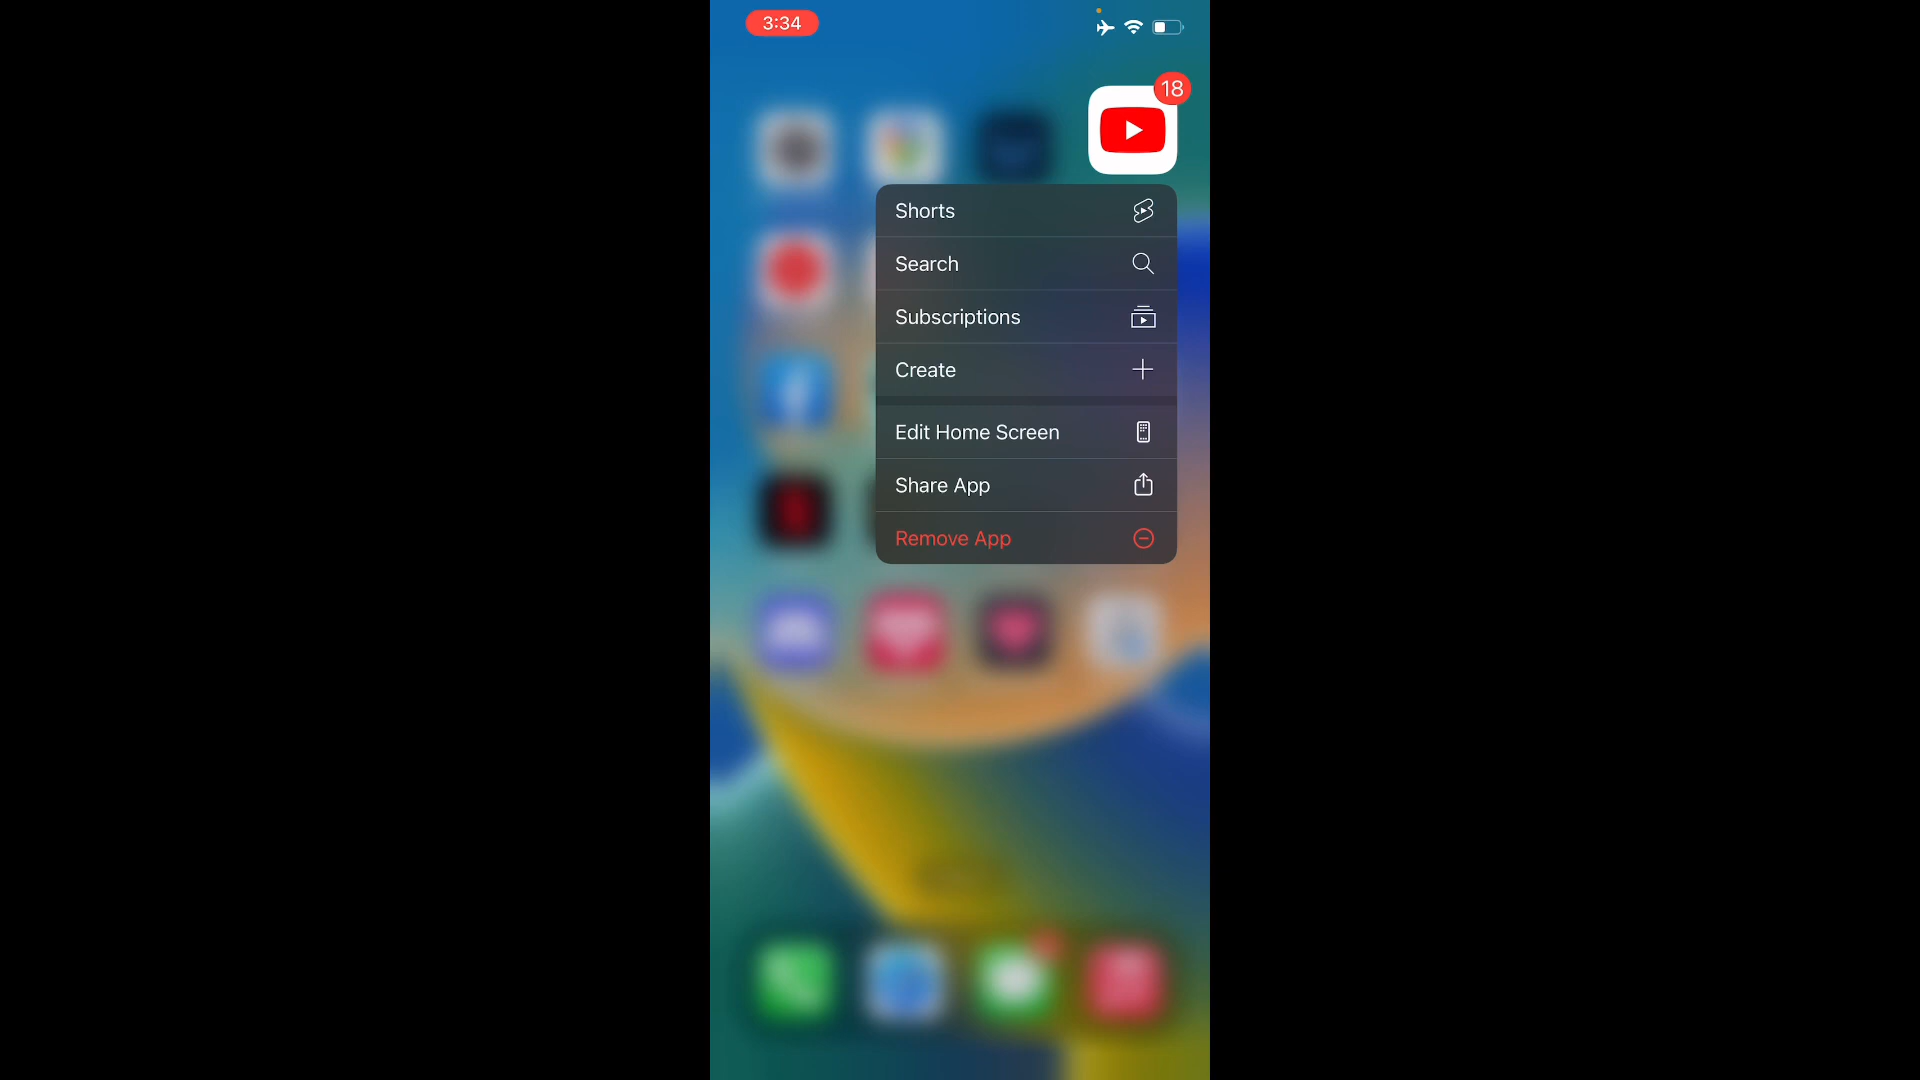 3:34
18
Shorts
Search
Subscriptions
Create
Edit Home Screen
Share App
Remove App